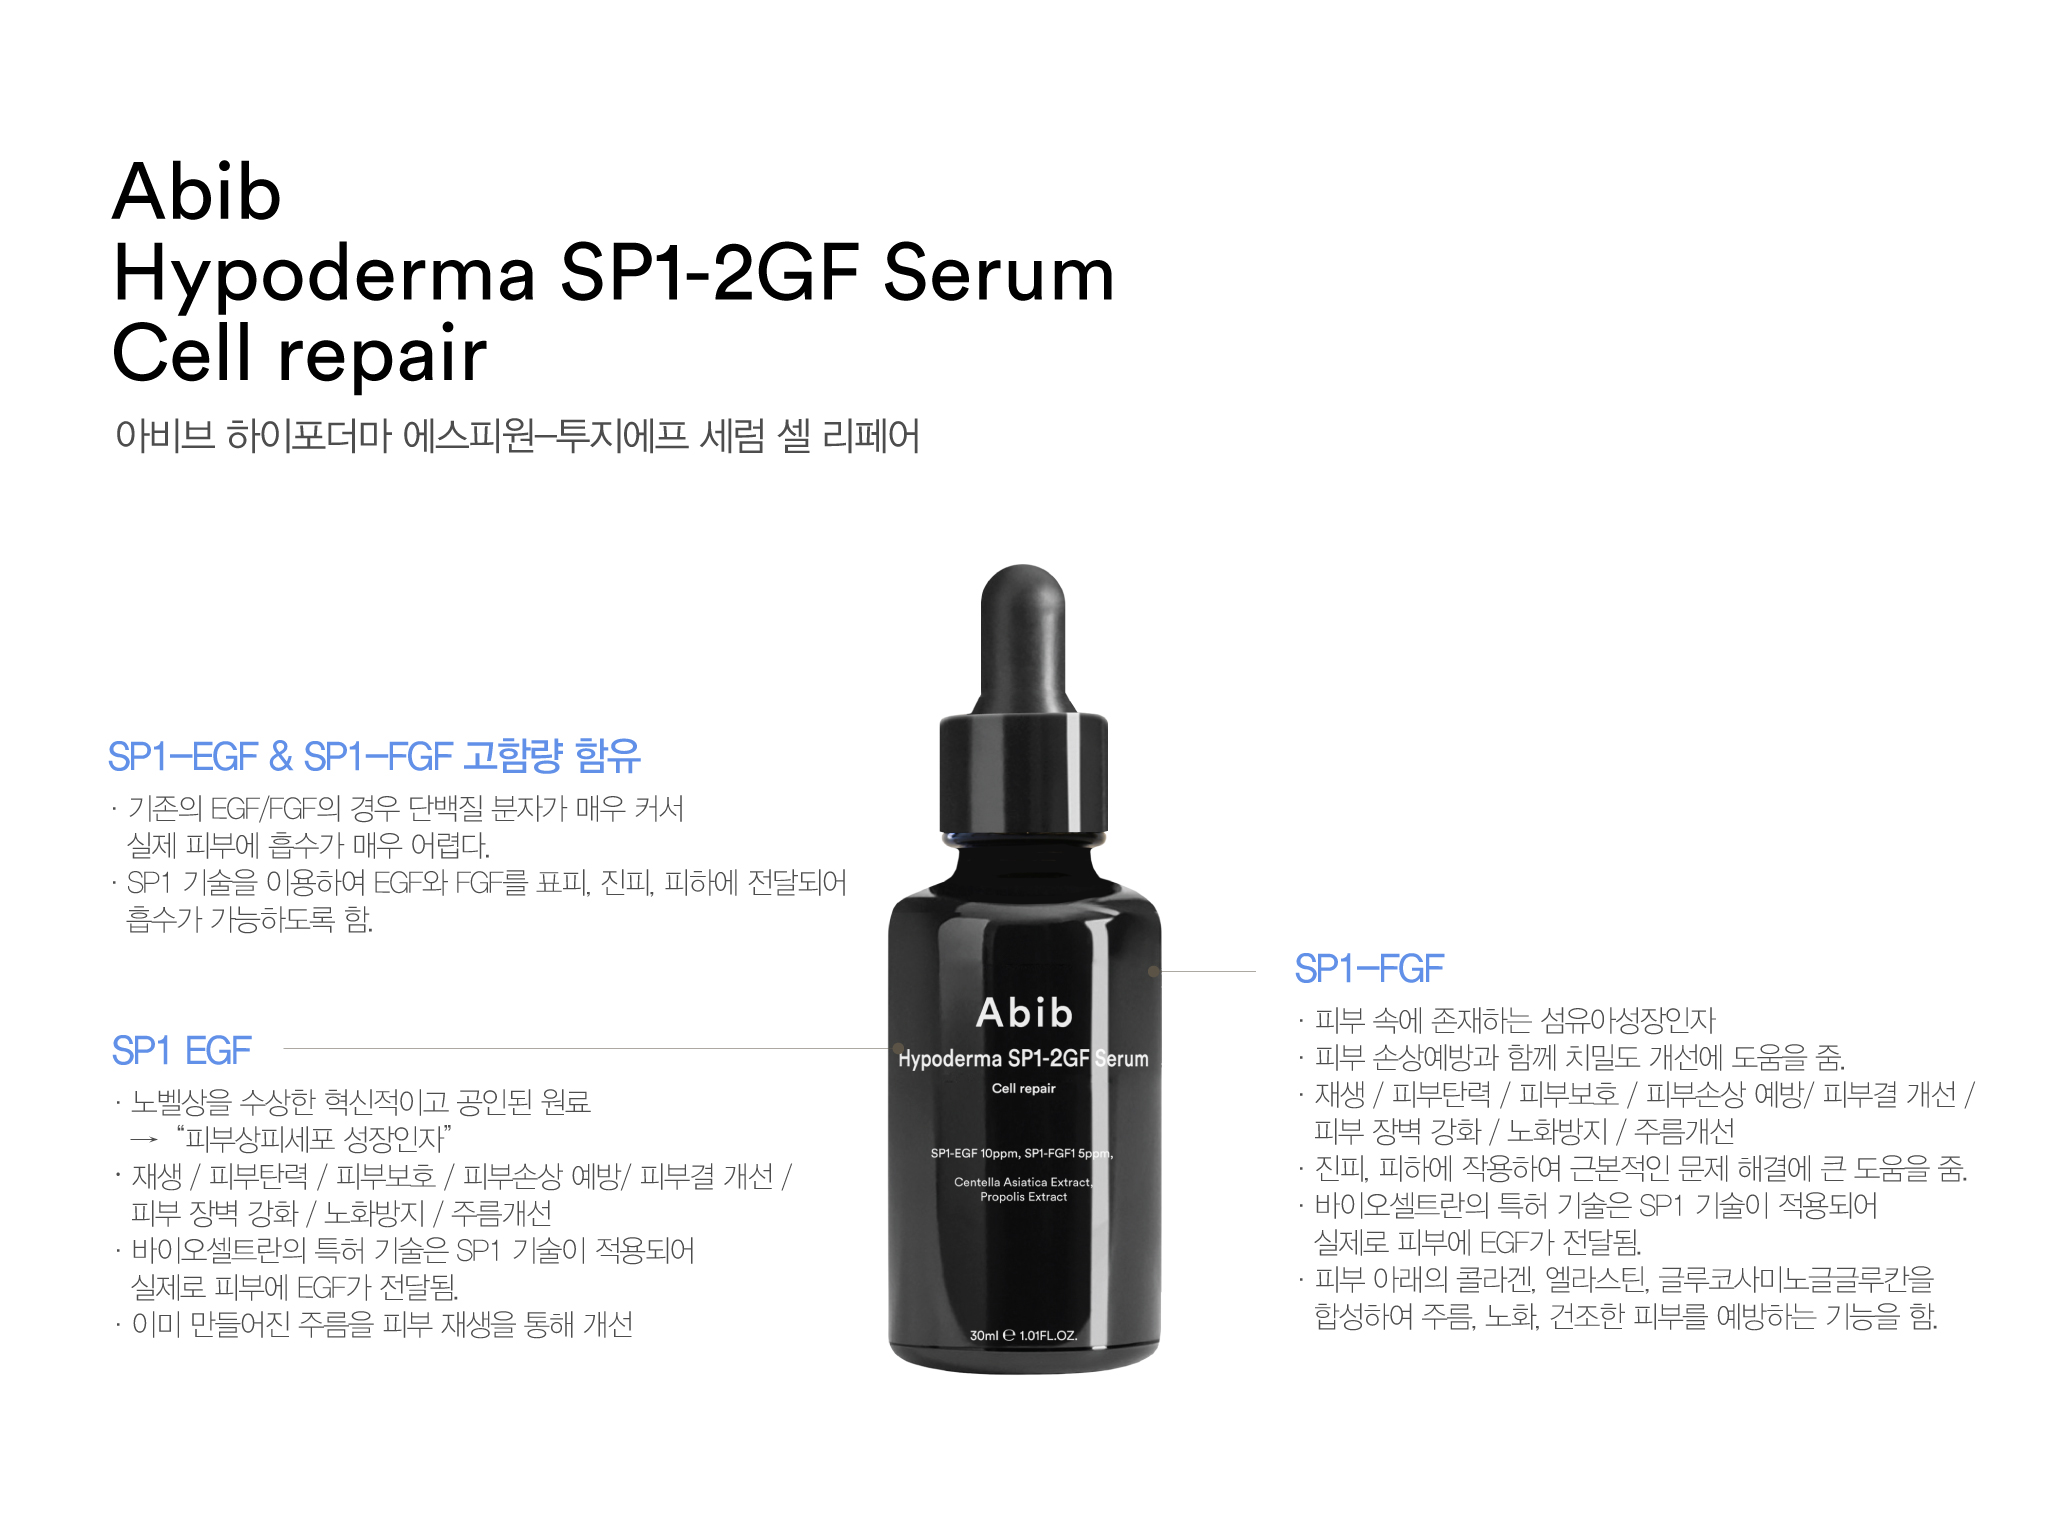 Abib
Hypoderma SP1-2GF Serum
Cell repair
아비브 하이포더마 에스피원–투지에프 세럼 셀 리페어
SP1–EGF & SP1–FGF 고함량 함유
· 기존의 EGF/FGF의 경우 단백질 분자가 매우 커서
실제 피부에 흡수가 매우 어렵다.
· SP1 기술을 이용하여 EGF와 FGF를 표피, 진피, 피하에 전달되어
흡수가 가능하도록 함.
SP1 EGF
· 노벨상을 수상한 혁신적이고 공인된 원료
→ “피부상피세포 성장인자”
· 재생 / 피부탄력 / 피부보호 / 피부손상 예방/ 피부결 개선 /
피부 장벽 강화 / 노화방지 / 주름개선
· 바이오셀트란의 특허 기술은 SP1 기술이 적용되어
실제로 피부에 EGF가 전달됨.
· 이미 만들어진 주름을 피부 재생을 통해 개선
Abib
Hypoderma SP1-2GF Serum
Cell repair
SP1-EGF 10ppm, SP1-FGF1 5ppm,
Centella Asiatica Extract,
Propolis Extract
30ml ℮ 1.01FL.OZ.
SP1–FGF
· 피부 속에 존재하는 섬유아성장인자
· 피부 손상예방과 함께 치밀도 개선에 도움을 줌.
· 재생 / 피부탄력 / 피부보호 / 피부손상 예방/ 피부결 개선 /
피부 장벽 강화 / 노화방지 / 주름개선
· 진피, 피하에 작용하여 근본적인 문제 해결에 큰 도움을 줌.
· 바이오셀트란의 특허 기술은 SP1 기술이 적용되어
실제로 피부에 EGF가 전달됨.
· 피부 아래의 콜라겐, 엘라스틴, 글루코사미노글글루칸을
합성하여 주름, 노화, 건조한 피부를 예방하는 기능을 함.